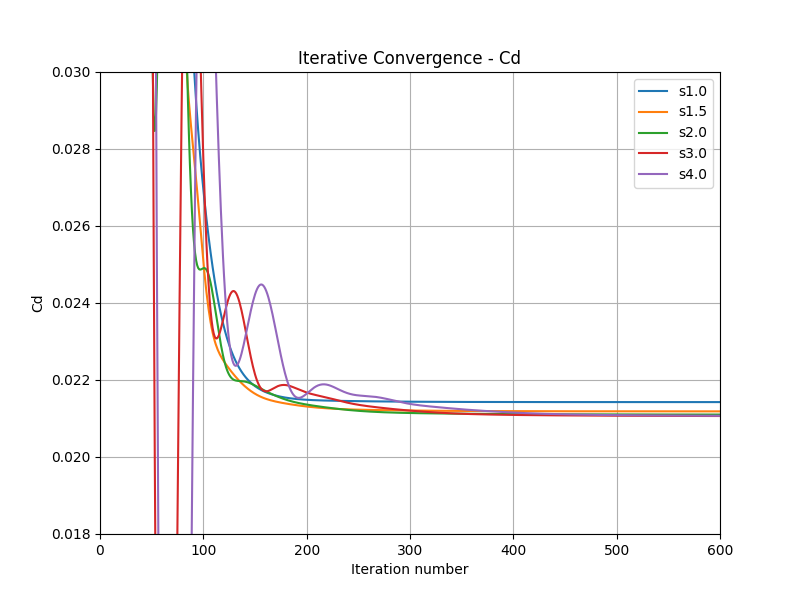 Iterative Convergence - Cd
0.030
0.028
0.026
0.024
0.022
0.020
0.018
Cd
s1.0
s1.5
s2.0
s3.0
s4.0
0 100 200 300 400 500 600
Iteration number